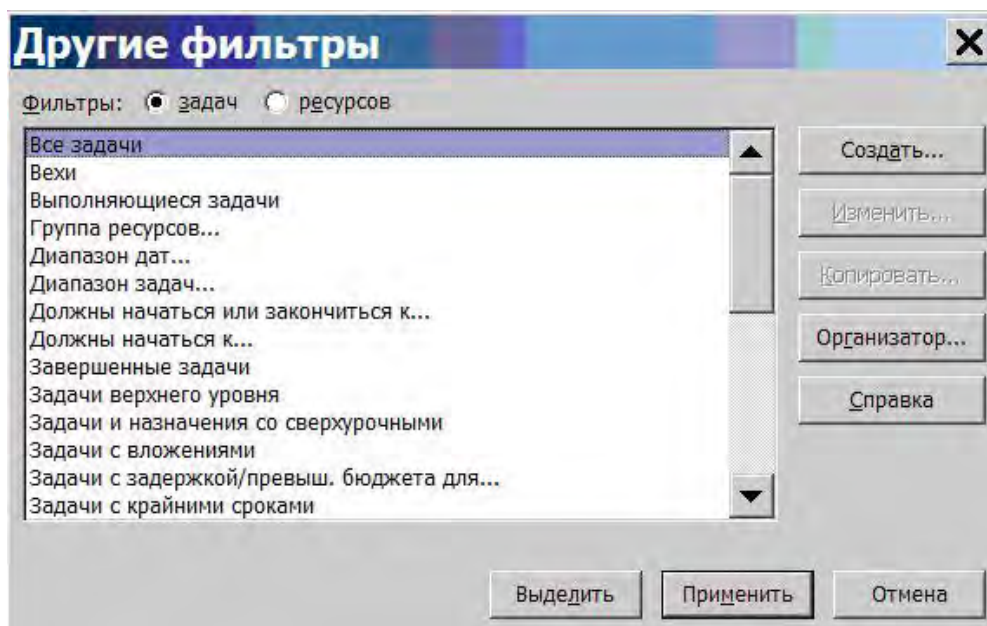 Другие фильтры
Фильтры: задач ресурсов
Все задачи
Вехи
Выполняющиеся задачи
Группа ресурсов...
Диапазон дат...
Диапазон задач...
Должны начаться или закончиться к...
Должны начаться к...
Завершенные задачи
Задачи верхнего уровня
Задачи и назначения со сверхурочными
Задачи с вложениями
Задачи с задержкой/превыш. бюджета для...
Задачи с крайними сроками
Создать...
Изменить...
Копировать...
Организатор...
Справка
Выделить Применить Отмена